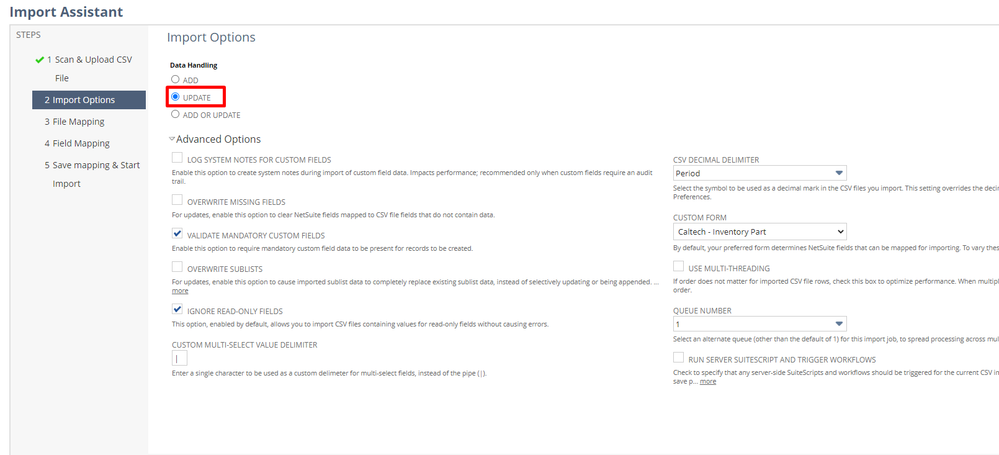 Import Assistant
STEPS
1 Scan & Upload CSV
File
2 Import Options
3 File Mapping
4 Field Mapping
5 Save mapping & Start
Import
Import Options
Data Handling
ADD
UPDATE
ADD OR UPDATE
Advanced Options
LOG SYSTEM NOTES FOR CUSTOM FIELDS
Enable this option to create system notes during import of custom field data. Impacts performance; recommended only when custom fields require an audit
trail.
OVERWRITE MISSING FIELDS
For updates, enable this option to clear NetSuite fields mapped to CSV file fields that do not contain data.
VALIDATE MANDATORY CUSTOM FIELDS
Enable this option to require mandatory custom field data to be present for records to be created.
OVERWRITE SUBLISTS
For updates, enable this option to cause imported sublist data to completely replace existing sublist data, instead of selectively updating or being appended. ...
more
IGNORE READ-ONLY FIELDS
This option, enabled by default, allows you to import CSV files containing values for read-only fields without causing errors.
CUSTOM MULTI-SELECT VALUE DELIMITER
|
Enter a single character to be used as a custom delimeter for multi-select fields, instead of the pipe (|).
CSV DECIMAL DELIMITER
Period
Select the symbol to be used as a decimal mark in the CSV files you import. This setting overrides the decim
Preferences.
CUSTOM FORM
Caltech - Inventory Part
By default, your preferred form determines NetSuite fields that can be mapped for importing. To vary these
USE MULTI-THREADING
If order does not matter for imported CSV file rows, check this box to optimize performance. When multipl
order.
QUEUE NUMBER
1
Select an alternate queue (other than the default of 1) for this import job, to spread processing across mul
RUN SERVER SUITESCRIPT AND TRIGGER WORKFLOWS
Check to specify that any server-side SuiteScripts and workflows should be triggered for the current CSV im
save p... more